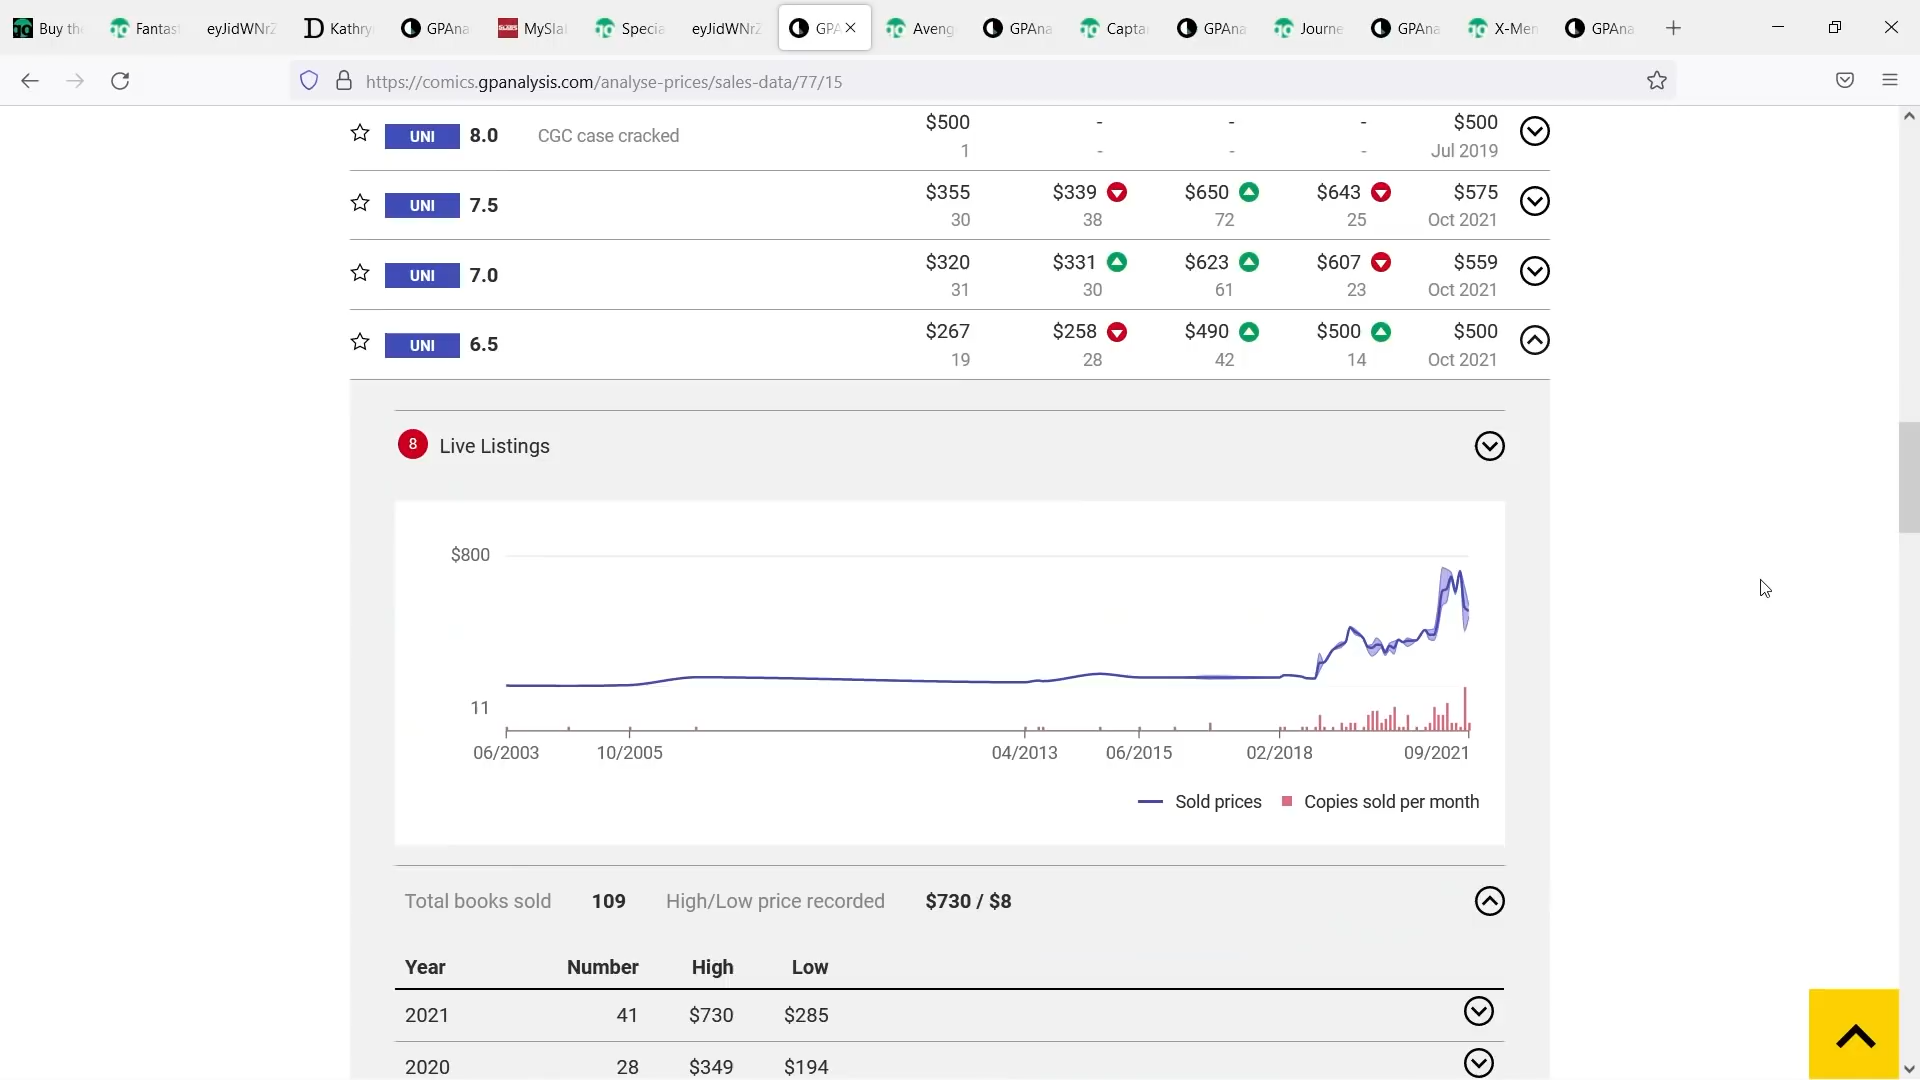 Buy th Fantast eyJidWNrZ Kathry GPAna MySlal Specia eyJidWNrZ GPA Aveng GPAna Capta GPAna Journe GPAna X-Men GPAna
https://comics.gpanalysis.com/analyse-prices/sales-data/77/15
UNI 8.0 CGC case cracked $500 - - - $500
1 - - - Jul 2019
UNI 7.5 $355 $339 $650 $643 $575
30 38 72 25 Oct 2021
UNI 7.0 $320 $331 $623 $607 $559
31 30 61 23 Oct 2021
UNI 6.5 $267 $258 $490 $500 $500
19 28 42 14 Oct 2021
8 Live Listings
$800
11
06/2003 10/2005 04/2013 06/2015 02/2018 09/2021
Sold prices Copies sold per month
Total books sold 109 High/Low price recorded $730 / $8
Year Number High Low
2021 41 $730 $285
2020 28 $349 $194